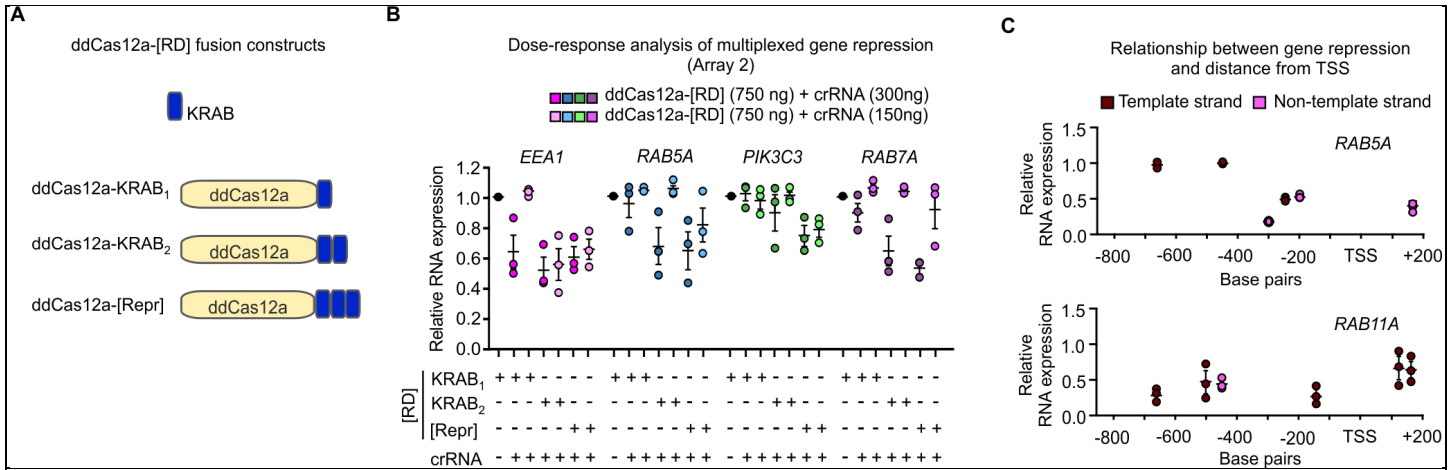 A
ddCas12a-[RD] fusion constructs
KRAB
ddCas12a-KRAB1
ddCas12a
ddCas12a-KRAB2
ddCas12a
ddCas12a-[Repr]
ddCas12a
B
Dose-response analysis of multiplexed gene repression
(Array 2)
ddCas12a-[RD] (750 ng) + crRNA (300ng)
ddCas12a-[RD] (750 ng) + crRNA (150ng)
EEA1 RAB5A PIK3C3 RAB7A
Relative RNA expression
1.2
1.0
0.8
0.6
0.4
0.2
0.0
[RD]
KRAB1 + + + - - - - + + + - - - - + + + - - - - + + + - - - -
KRAB2 - - - + + - - - - - + + - - - - - + + - - - - - + + - -
[Repr] - - - - - + + - - - - - + + - - - - - + + - - - - - + +
crRNA - + + + + + + - + + + + + + - + + + + + + - + + + + + +
C
Relationship between gene repression
and distance from TSS
Template strand Non-template strand
RAB5A
Relative
RNA expression
1.5
1.0
0.5
0.0
-800 -600 -400 -200 TSS +200
Base pairs
RAB11A
Relative
RNA expression
1.5
1.0
0.5
0.0
-800 -600 -400 -200 TSS +200
Base pairs